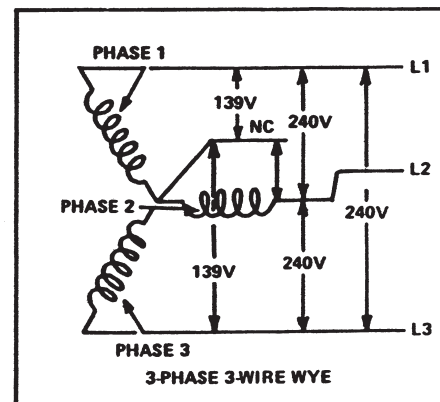 PHASE 1
L1
139V
NC
240V
L2
PHASE 2
240V
139V
240V
L3
PHASE 3
3-PHASE 3-WIRE WYE